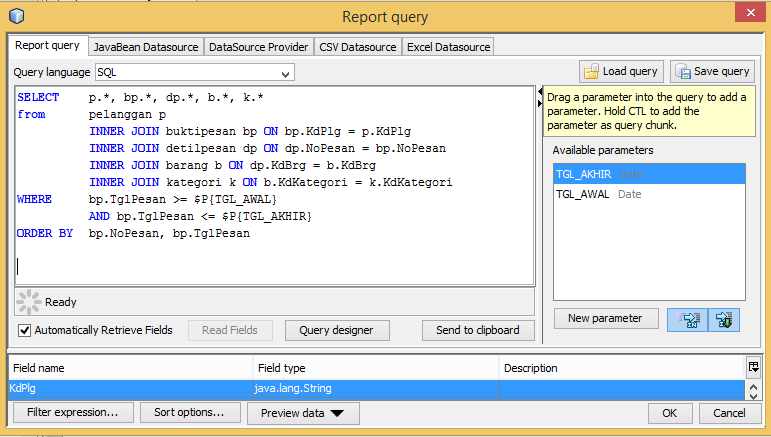 Report query
Report query JavaBean Datasource DataSource Provider CSV Datasource Excel Datasource
Query language SQL Load query Save query
SELECT p.*, bp.*, dp.*, b.*, k.*
from pelanggan p
INNER JOIN buktipesan bp ON bp.KdPlg = p.KdPlg
INNER JOIN detilpesan dp ON dp.NoPesan = bp.NoPesan
INNER JOIN barang b ON dp.KdBrg = b.KdBrg
INNER JOIN kategori k ON b.KdKategori = k.KdKategori
WHERE bp.TglPesan >= $P{TGL_AWAL}
AND bp.TglPesan <= $P{TGL_AKHIR}
ORDER BY bp.NoPesan, bp.TglPesan
Drag a parameter into the query to add a
parameter. Hold CTL to add the
parameter as query chunk.
Available parameters
TGL_AKHIR Date
TGL_AWAL Date
Ready
New parameter
Automatically Retrieve Fields Read Fields Query designer Send to clipboard
Field name Field type Description
KdPlg java.lang.String
Filter expression... Sort options... Preview data OK Cancel